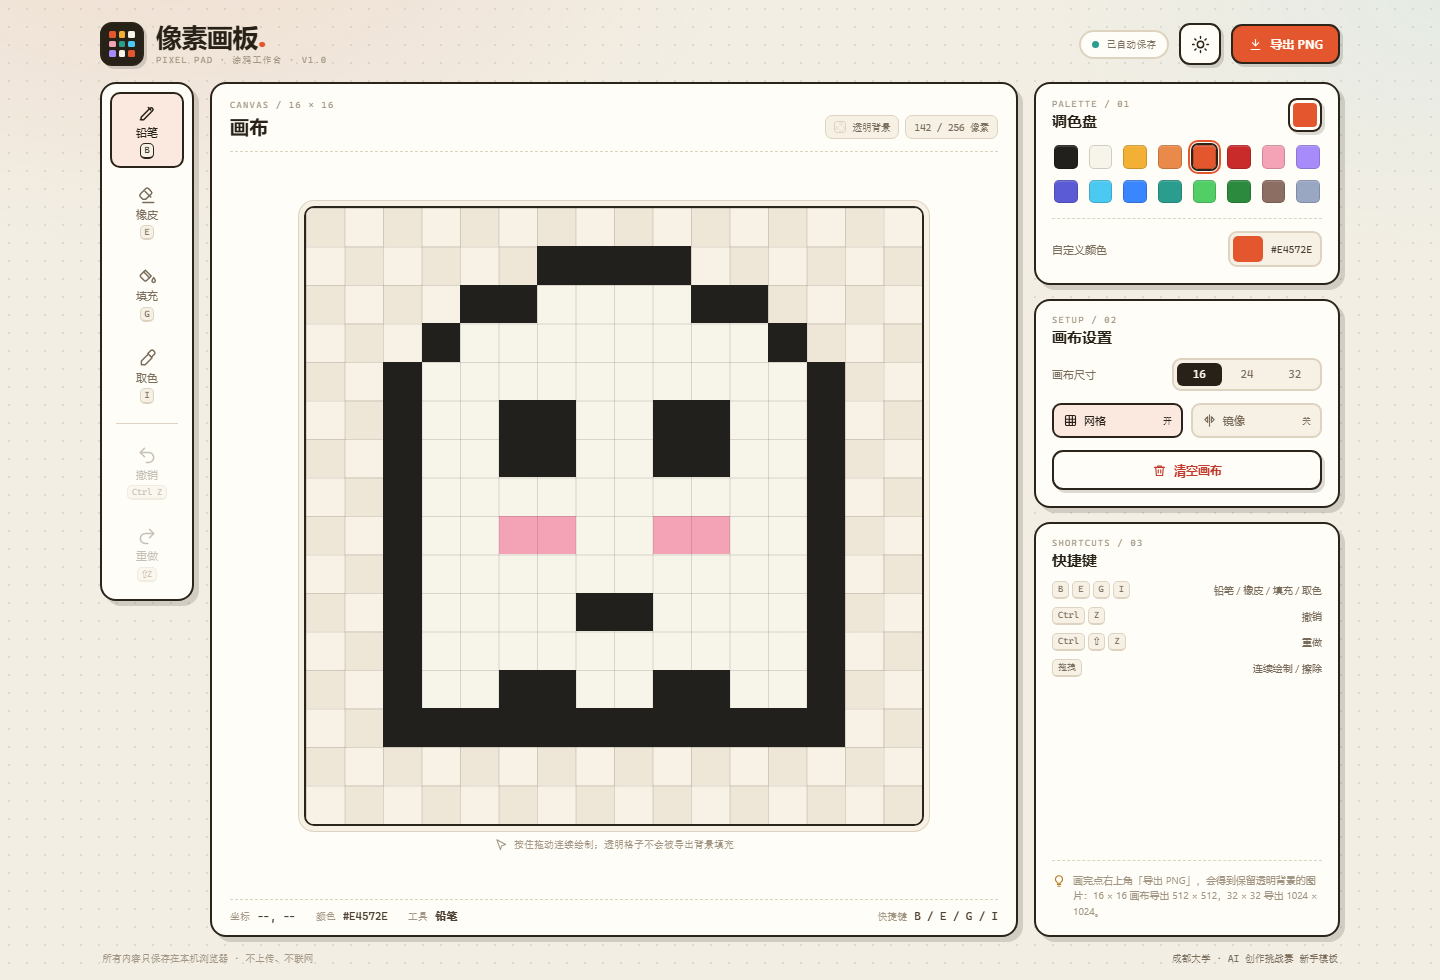 像素画板.
PIXEL PAD · 涂鸦工作台 · V1.0
已自动保存
导出 PNG
铅笔
B
橡皮
E
填充
G
取色
I
撤销
Ctrl Z
重做
⇧Z
CANVAS / 16 × 16
画布
透明背景
142 / 256 像素
按住拖动连续绘制；透明格子不会被导出背景填充
坐标 --, -- 颜色 #E4572E 工具 铅笔
快捷键 B / E / G / I
PALETTE / 01
调色盘
自定义颜色
#E4572E
SETUP / 02
画布设置
画布尺寸
16 24 32
网格 开
镜像 关
清空画布
SHORTCUTS / 03
快捷键
B E G I 铅笔 / 橡皮 / 填充 / 取色
Ctrl Z 撤销
Ctrl ⇧ Z 重做
拖拽 连续绘制 / 擦除
画完点右上角「导出 PNG」，会得到保留透明背景的图
片：16 × 16 画布导出 512 × 512，32 × 32 导出 1024 ×
1024。
所有内容只保存在本机浏览器 · 不上传、不联网
成都大学 · AI 创作挑战赛 新手模板